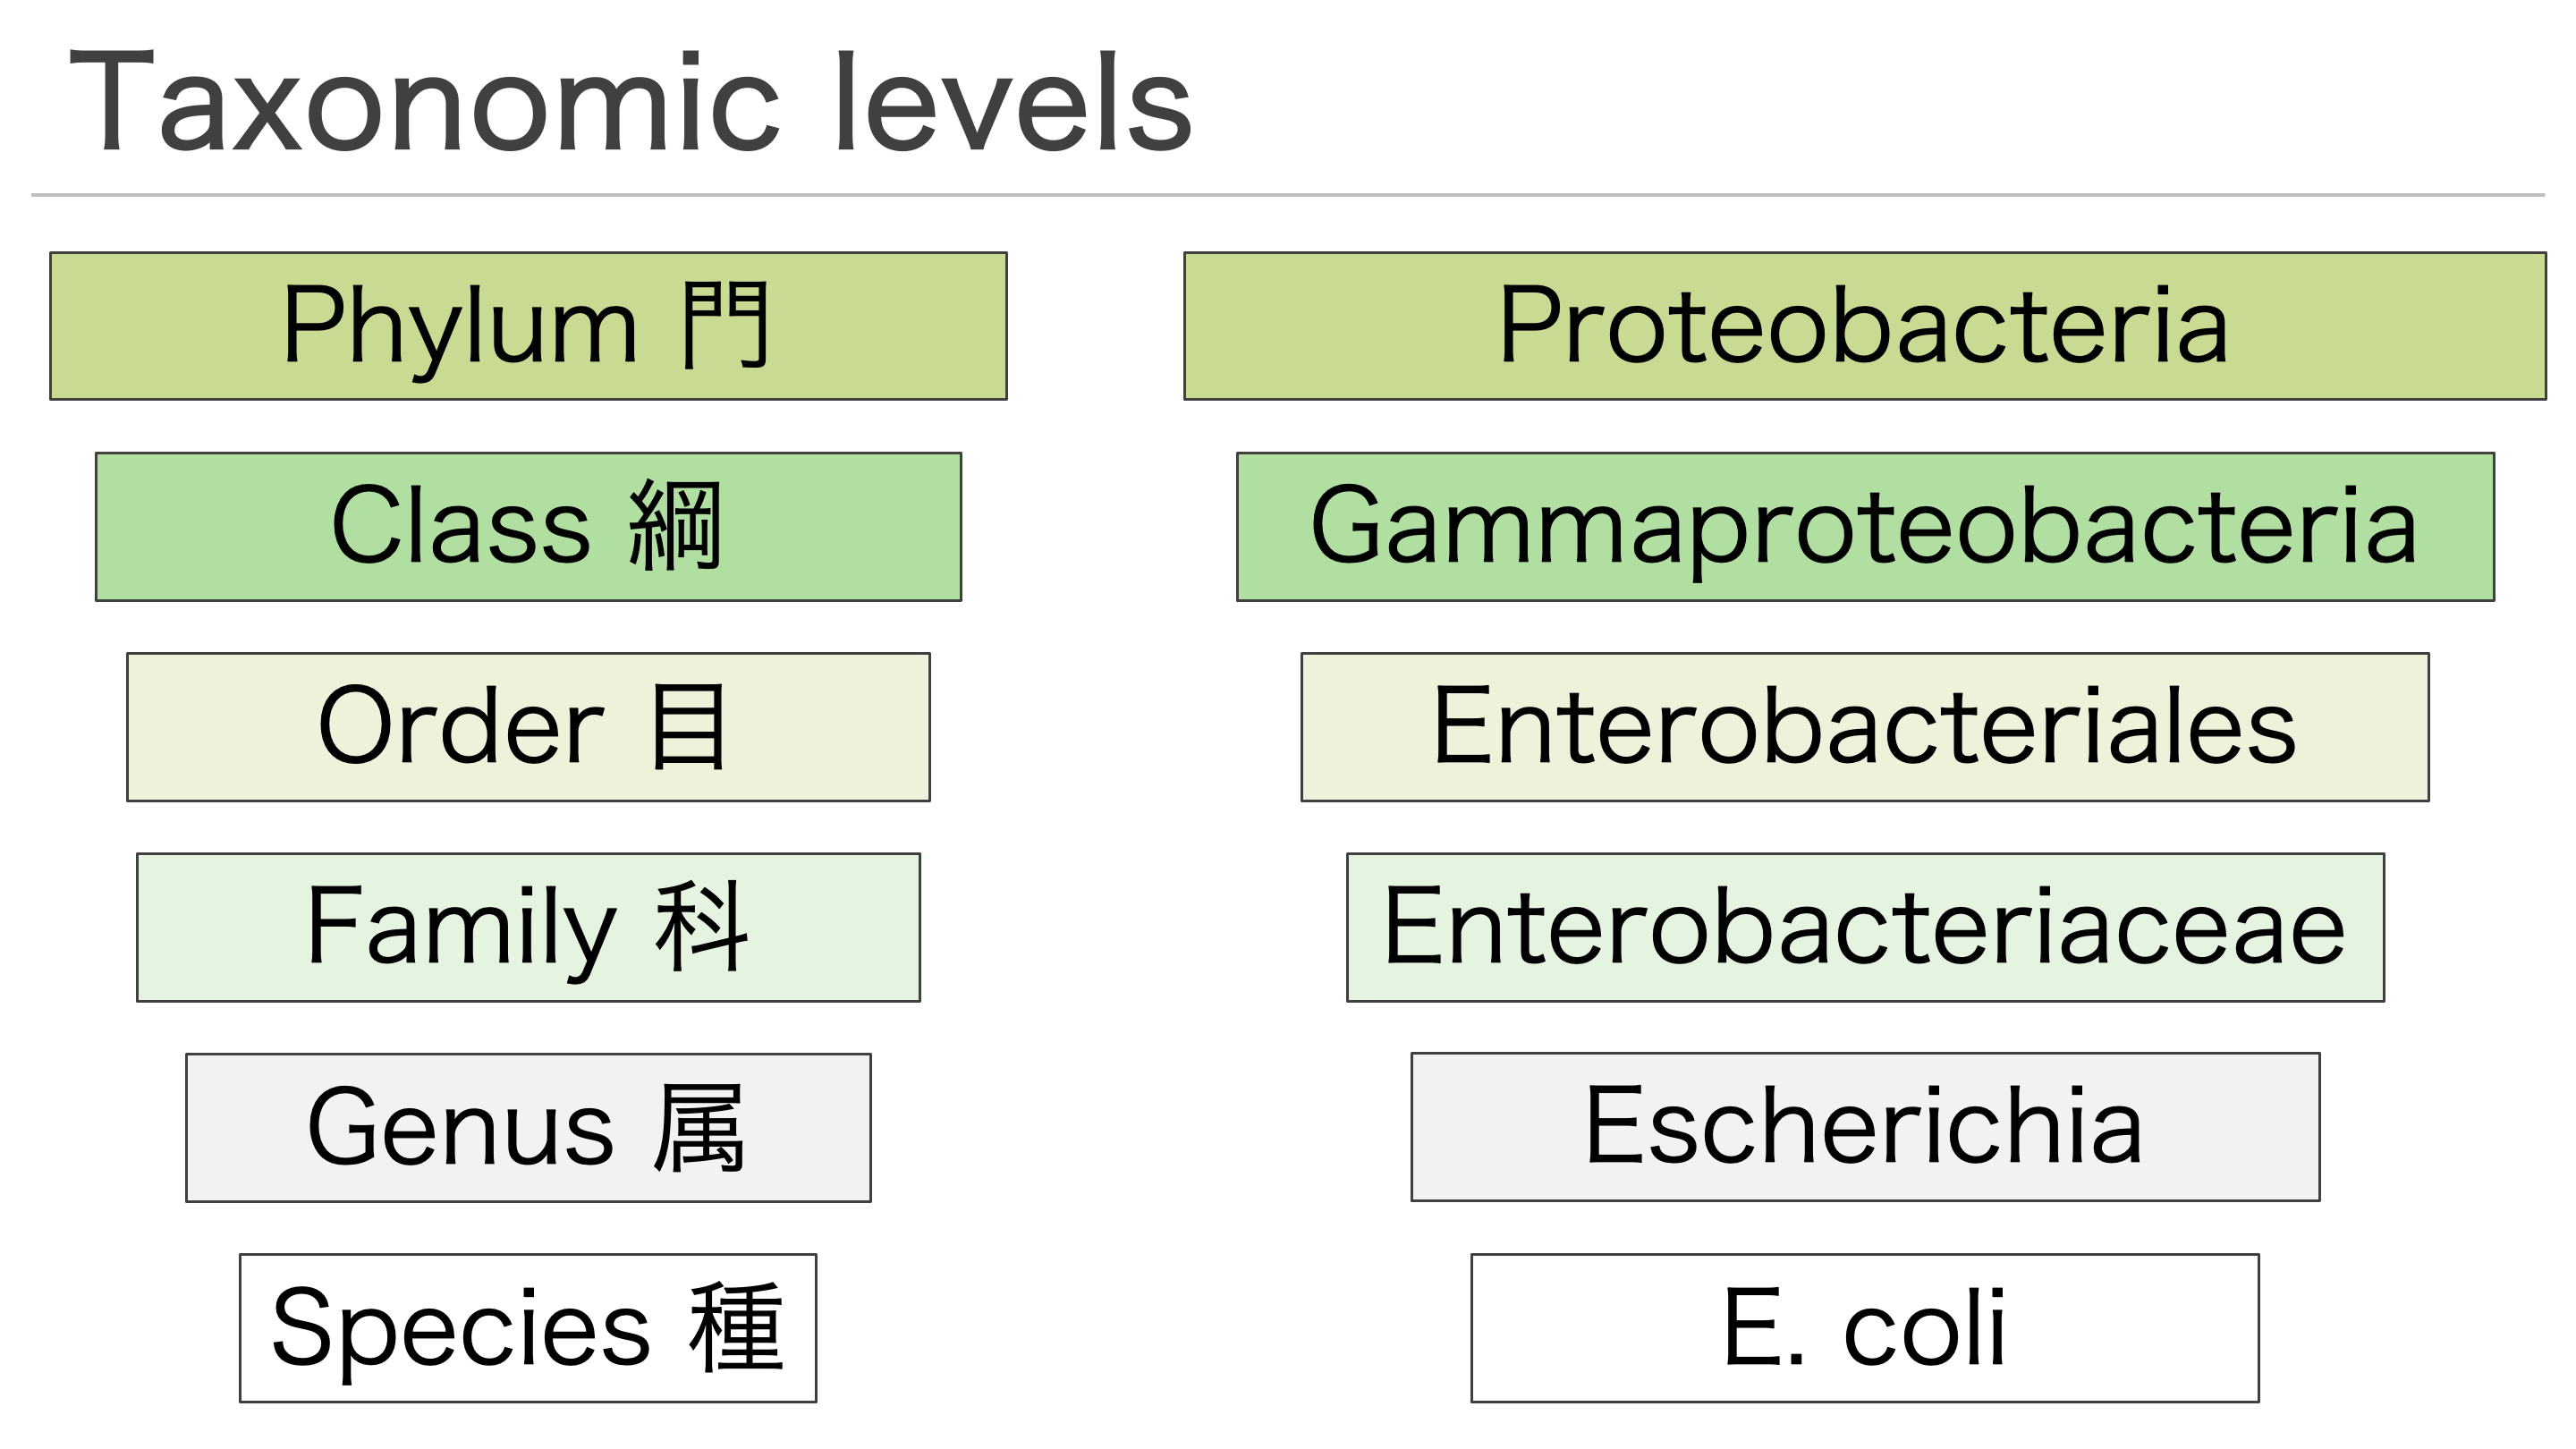 Taxonomic levels
Phylum 門
Proteobacteria
Class 綱
Gammaproteobacteria
Order 目
Enterobacteriales
Family 科
Enterobacteriaceae
Genus 属
Escherichia
Species 種
E. coli